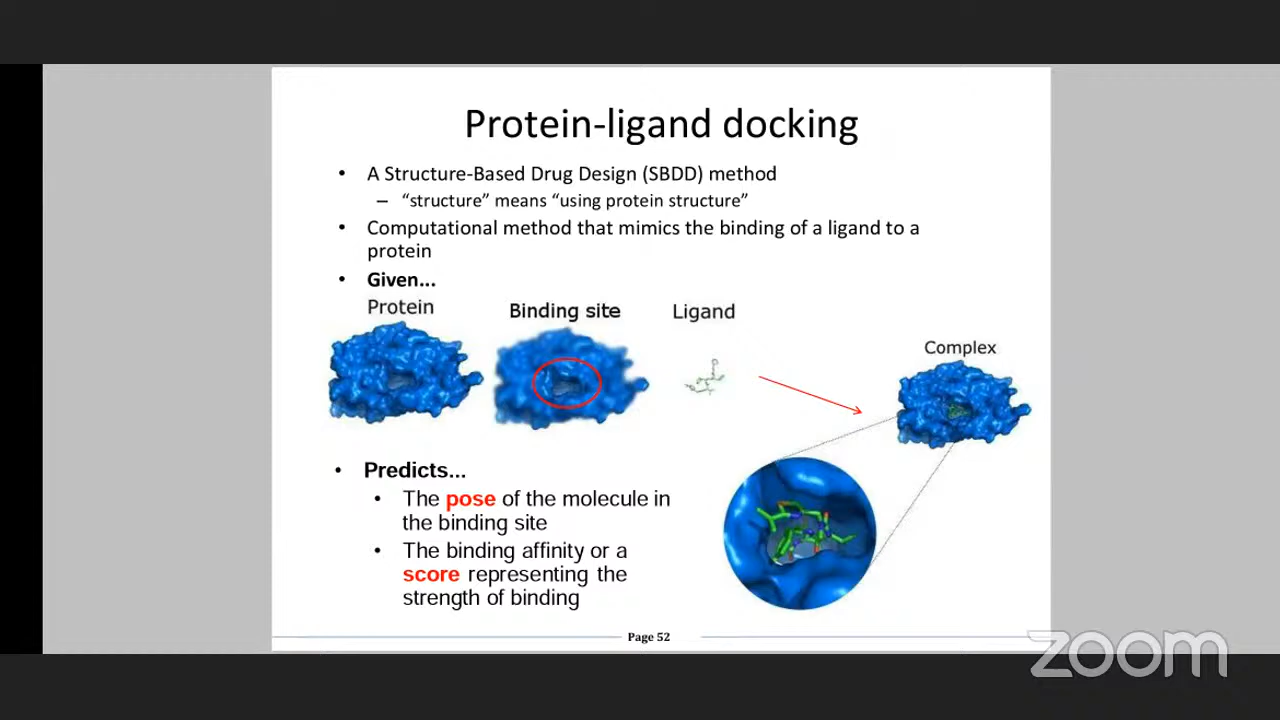 Protein-ligand docking
• A Structure-Based Drug Design (SBDD) method
– “structure” means “using protein structure”
• Computational method that mimics the binding of a ligand to a
protein
• Given...
Protein
Binding site
Ligand
Complex
• Predicts...
• The pose of the molecule in
the binding site
• The binding affinity or a
score representing the
strength of binding
Page 52
zoom